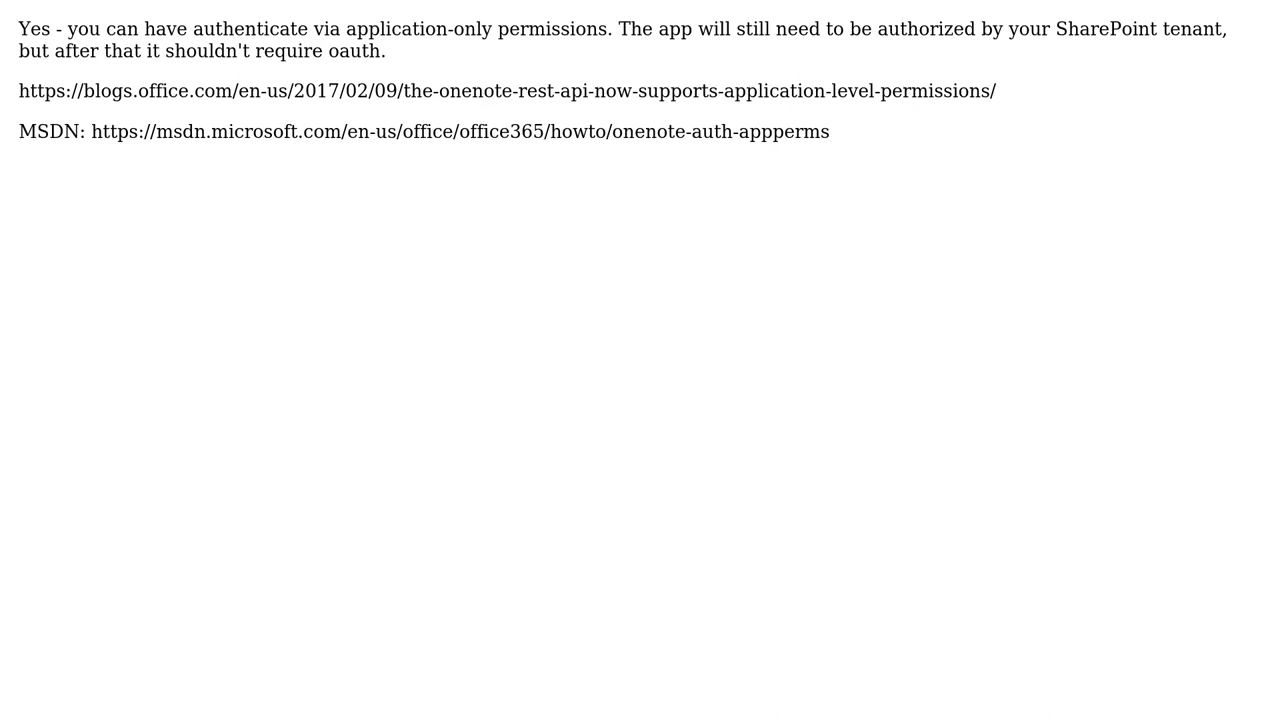 Yes - you can have authenticate via application-only permissions. The app will still need to be authorized by your SharePoint tenant,
but after that it shouldn't require oauth.
https://blogs.office.com/en-us/2017/02/09/the-onenote-rest-api-now-supports-application-level-permissions/
MSDN: https://msdn.microsoft.com/en-us/office/office365/howto/onenote-auth-appperms